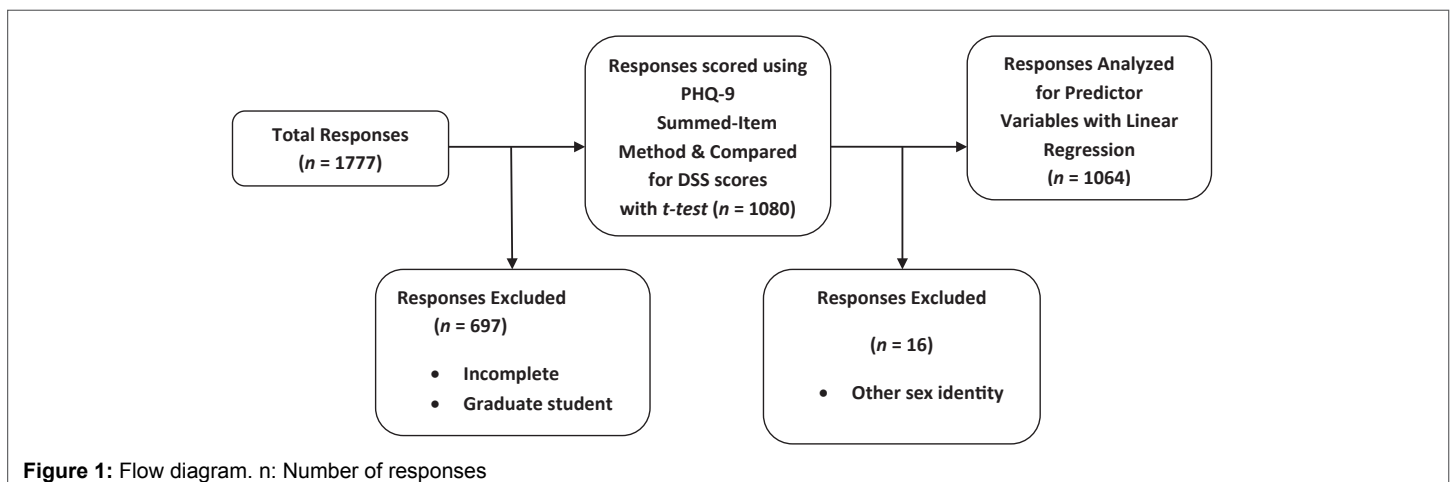 Total Responses
(n = 1777)
Responses scored using
PHQ-9
Summed-Item
Method & Compared
for DSS scores
with t-test (n = 1080)
Responses Analyzed
for Predictor
Variables with Linear
Regression
(n = 1064)
Responses Excluded
(n = 697)
• Incomplete
• Graduate student
Responses Excluded
(n = 16)
• Other sex identity
Figure 1: Flow diagram. n: Number of responses